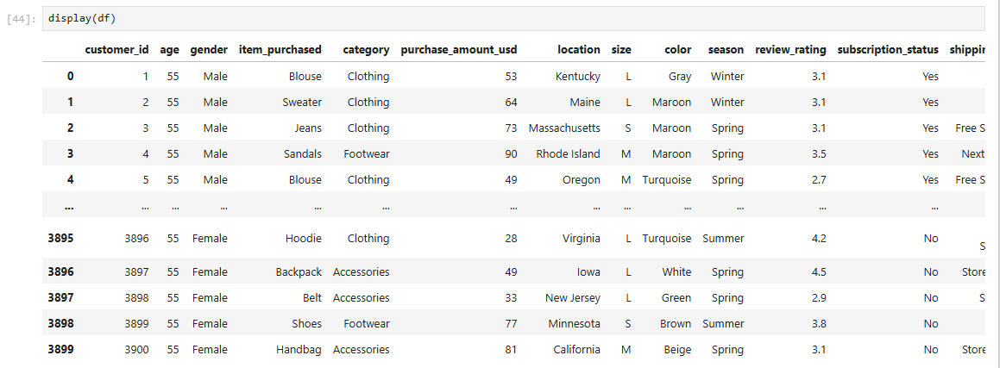 [44]: display(df)
customer_id age gender item_purchased category purchase_amount_usd location size color season review_rating subscription_status shippin
0 1 55 Male Blouse Clothing 53 Kentucky L Gray Winter 3.1 Yes
1 2 55 Male Sweater Clothing 64 Maine L Maroon Winter 3.1 Yes
2 3 55 Male Jeans Clothing 73 Massachusetts S Maroon Spring 3.1 Yes Free S
3 4 55 Male Sandals Footwear 90 Rhode Island M Maroon Spring 3.5 Yes Next
4 5 55 Male Blouse Clothing 49 Oregon M Turquoise Spring 2.7 Yes Free S
... ... ... ... ... ... ... ... ... ... ... ... ...
3895 3896 55 Female Hoodie Clothing 28 Virginia L Turquoise Summer 4.2 No S
3896 3897 55 Female Backpack Accessories 49 Iowa L White Spring 4.5 No Store
3897 3898 55 Female Belt Accessories 33 New Jersey L Green Spring 2.9 No S
3898 3899 55 Female Shoes Footwear 77 Minnesota S Brown Summer 3.8 No
3899 3900 55 Female Handbag Accessories 81 California M Beige Spring 3.1 No Store